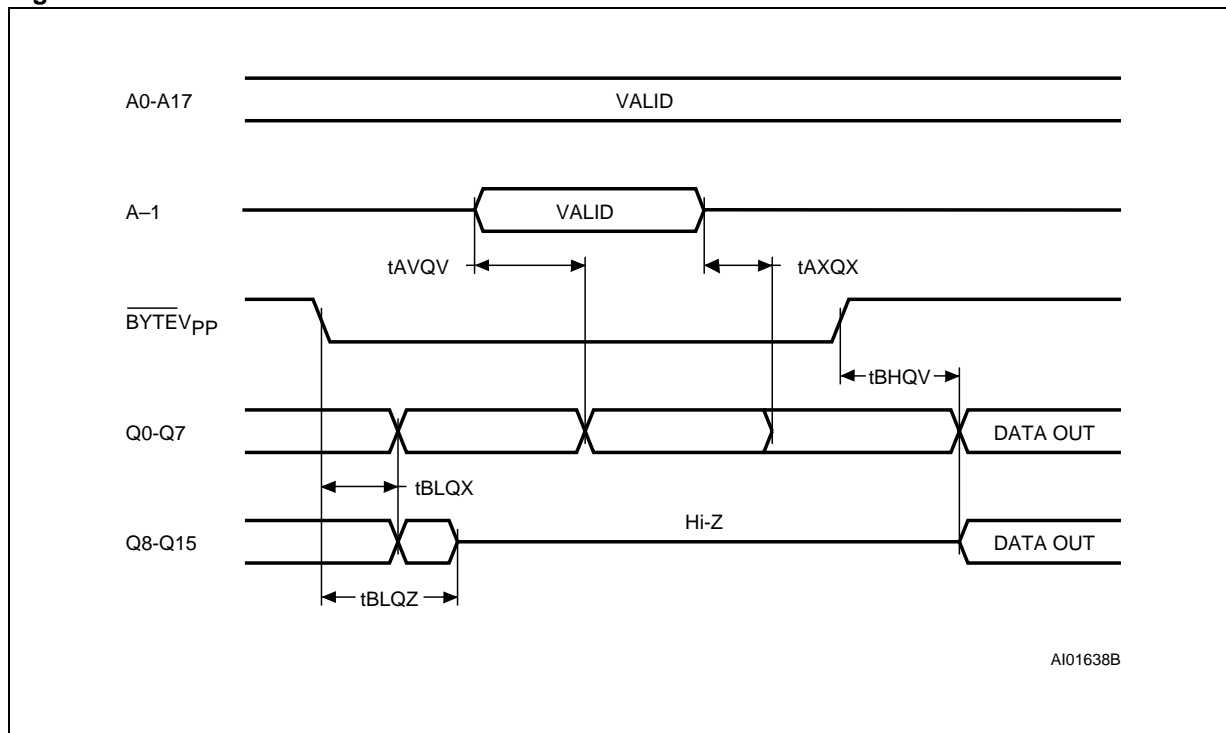 A0-A17
VALID
A–1
VALID
tAVQV
tAXQX
BYTEVPP
tBHQV
Q0-Q7
DATA OUT
tBLQX
Hi-Z
Q8-Q15
DATA OUT
tBLQZ
AI01638B